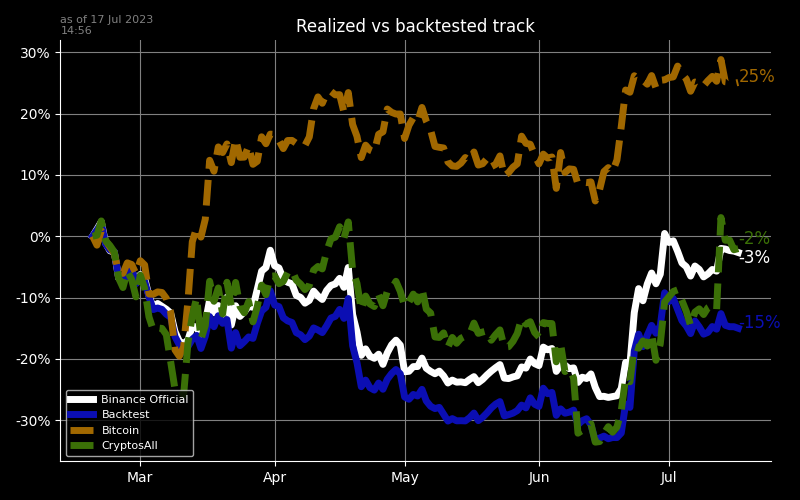 as of 17 Jul 2023
14:56
Realized vs backtested track
30%
20%
10%
0%
-10%
-20%
-30%
25%
-2%
-3%
-15%
Binance Official
Backtest
Bitcoin
CryptosAll
Mar
Apr
May
Jun
Jul